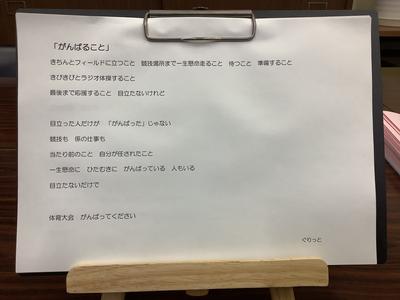 「がんばること」
きちんとフィールドに立つこと　競技場所まで一生懸命走ること　待つこと　準備すること
きびきびとラジオ体操すること
最後まで応援すること　目立たないけれど
目立った人だけが　「がんばった」じゃない
競技も　係の仕事も
当たり前のこと　自分が任されたこと
一生懸命に　ひたむきに　がんばっている　人もいる
目立たないだけで
体育大会　がんばってください
ぐりっと